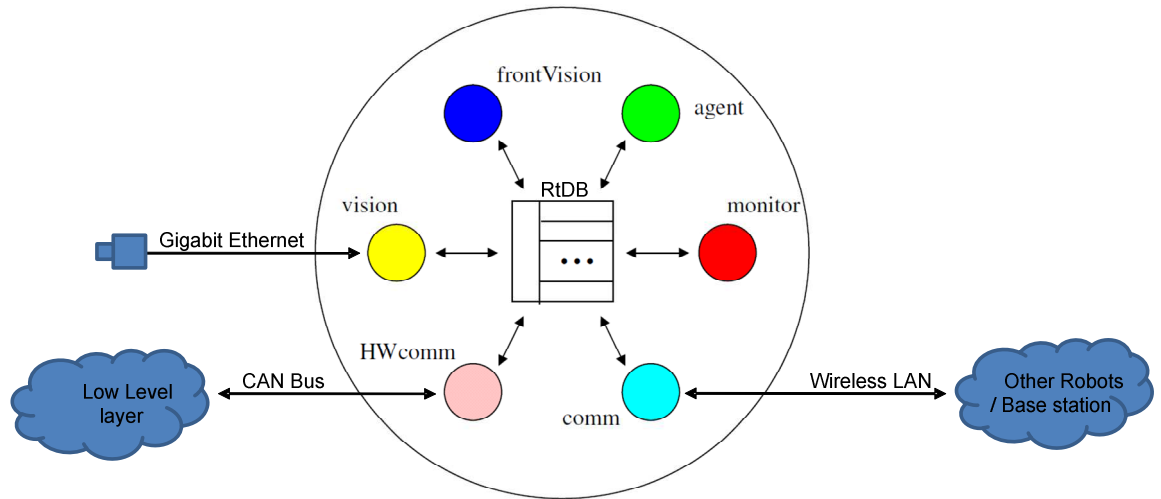 frontVision
agent
RtDB
vision
monitor
Gigabit Ethernet
HWcomm
CAN Bus
Low Level
layer
Wireless LAN
Other Robots
/ Base station
comm